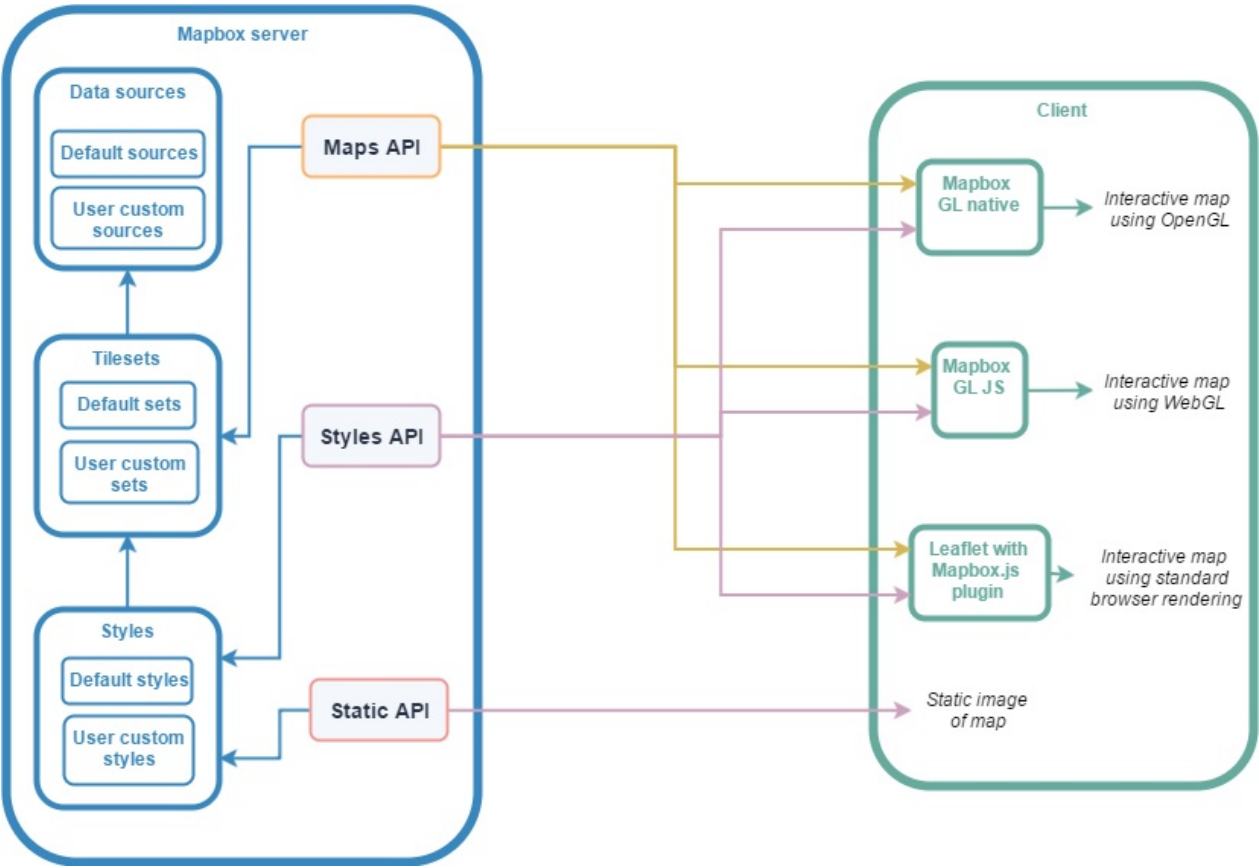 Mapbox server
Data sources
Default sources
User custom
sources
Tilesets
Default sets
User custom
sets
Styles
Default styles
User custom
styles
Maps API
Styles API
Static API
Client
Mapbox
GL native
Interactive map
using OpenGL
Mapbox
GL JS
Interactive map
using WebGL
Leaflet with
Mapbox.js
plugin
Interactive map
using standard
browser rendering
Static image
of map